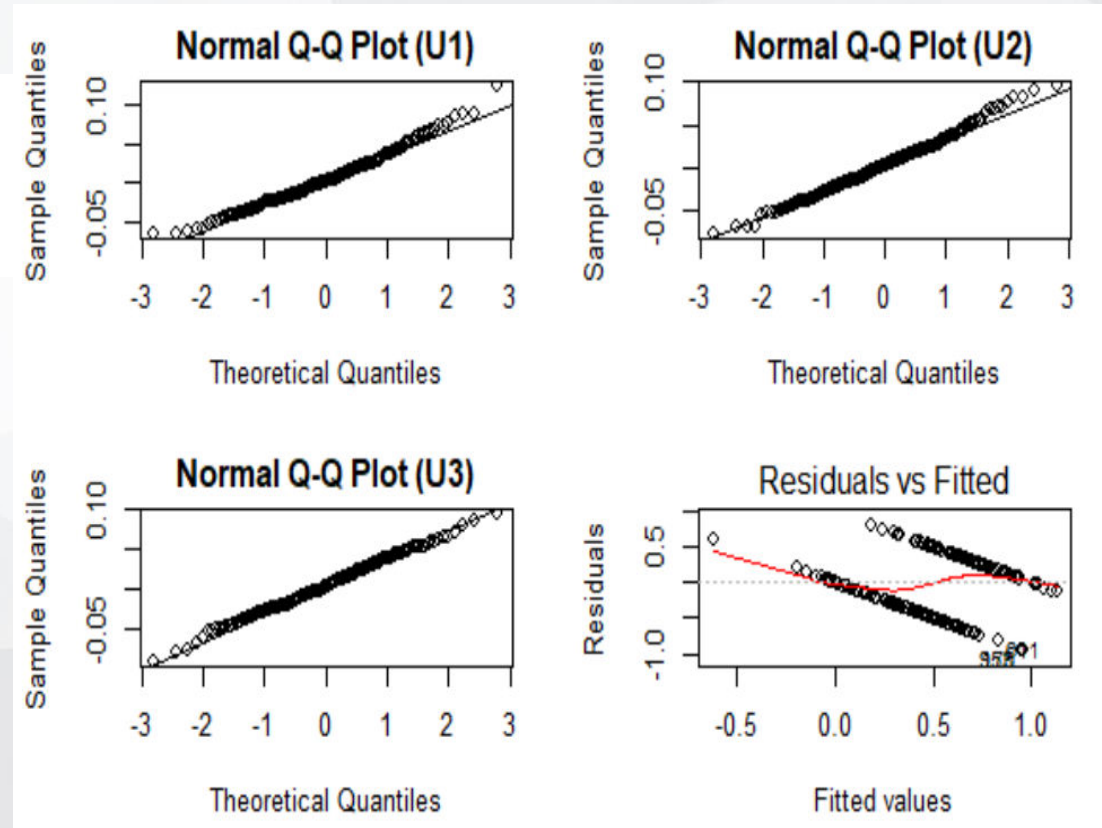 Normal Q-Q Plot (U1)
Sample Quantiles
0.10
-0.05
-3 -2 -1 0 1 2 3
Theoretical Quantiles
Normal Q-Q Plot (U2)
Sample Quantiles
0.10
-0.05
-3 -2 -1 0 1 2 3
Theoretical Quantiles
Normal Q-Q Plot (U3)
Sample Quantiles
0.10
-0.05
-3 -2 -1 0 1 2 3
Theoretical Quantiles
Residuals vs Fitted
Residuals
0.5
-1.0
-0.5 0.0 0.5 1.0
Fitted values